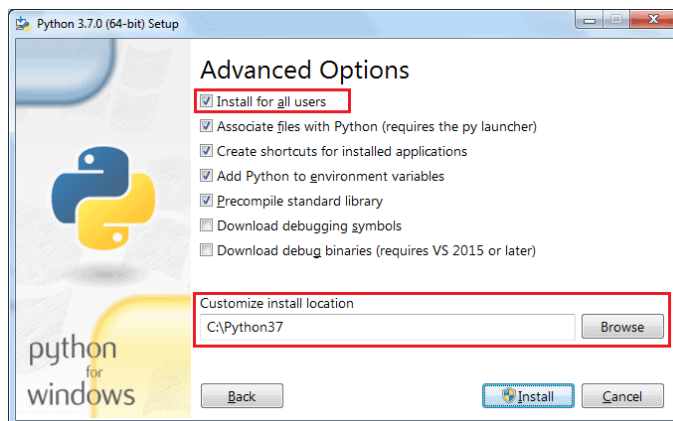 Python 3.7.0 (64-bit) Setup
Advanced Options
Install for all users
Associate files with Python (requires the py launcher)
Create shortcuts for installed applications
Add Python to environment variables
Precompile standard library
Download debugging symbols
Download debug binaries (requires VS 2015 or later)
Customize install location
C:\Python37
Browse
python
for
windows
Back
Install
Cancel